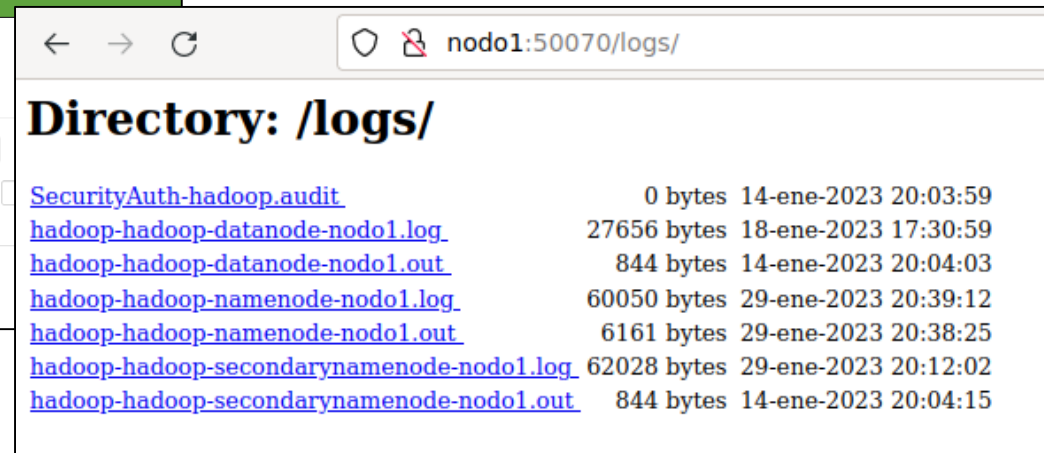 nodo1:50070/logs/
Directory: /logs/
SecurityAuth-hadoop.audit 0 bytes 14-ene-2023 20:03:59
hadoop-hadoop-datanode-nodo1.log 27656 bytes 18-ene-2023 17:30:59
hadoop-hadoop-datanode-nodo1.out 844 bytes 14-ene-2023 20:04:03
hadoop-hadoop-namenode-nodo1.log 60050 bytes 29-ene-2023 20:39:12
hadoop-hadoop-namenode-nodo1.out 6161 bytes 29-ene-2023 20:38:25
hadoop-hadoop-secondarynamenode-nodo1.log 62028 bytes 29-ene-2023 20:12:02
hadoop-hadoop-secondarynamenode-nodo1.out 844 bytes 14-ene-2023 20:04:15